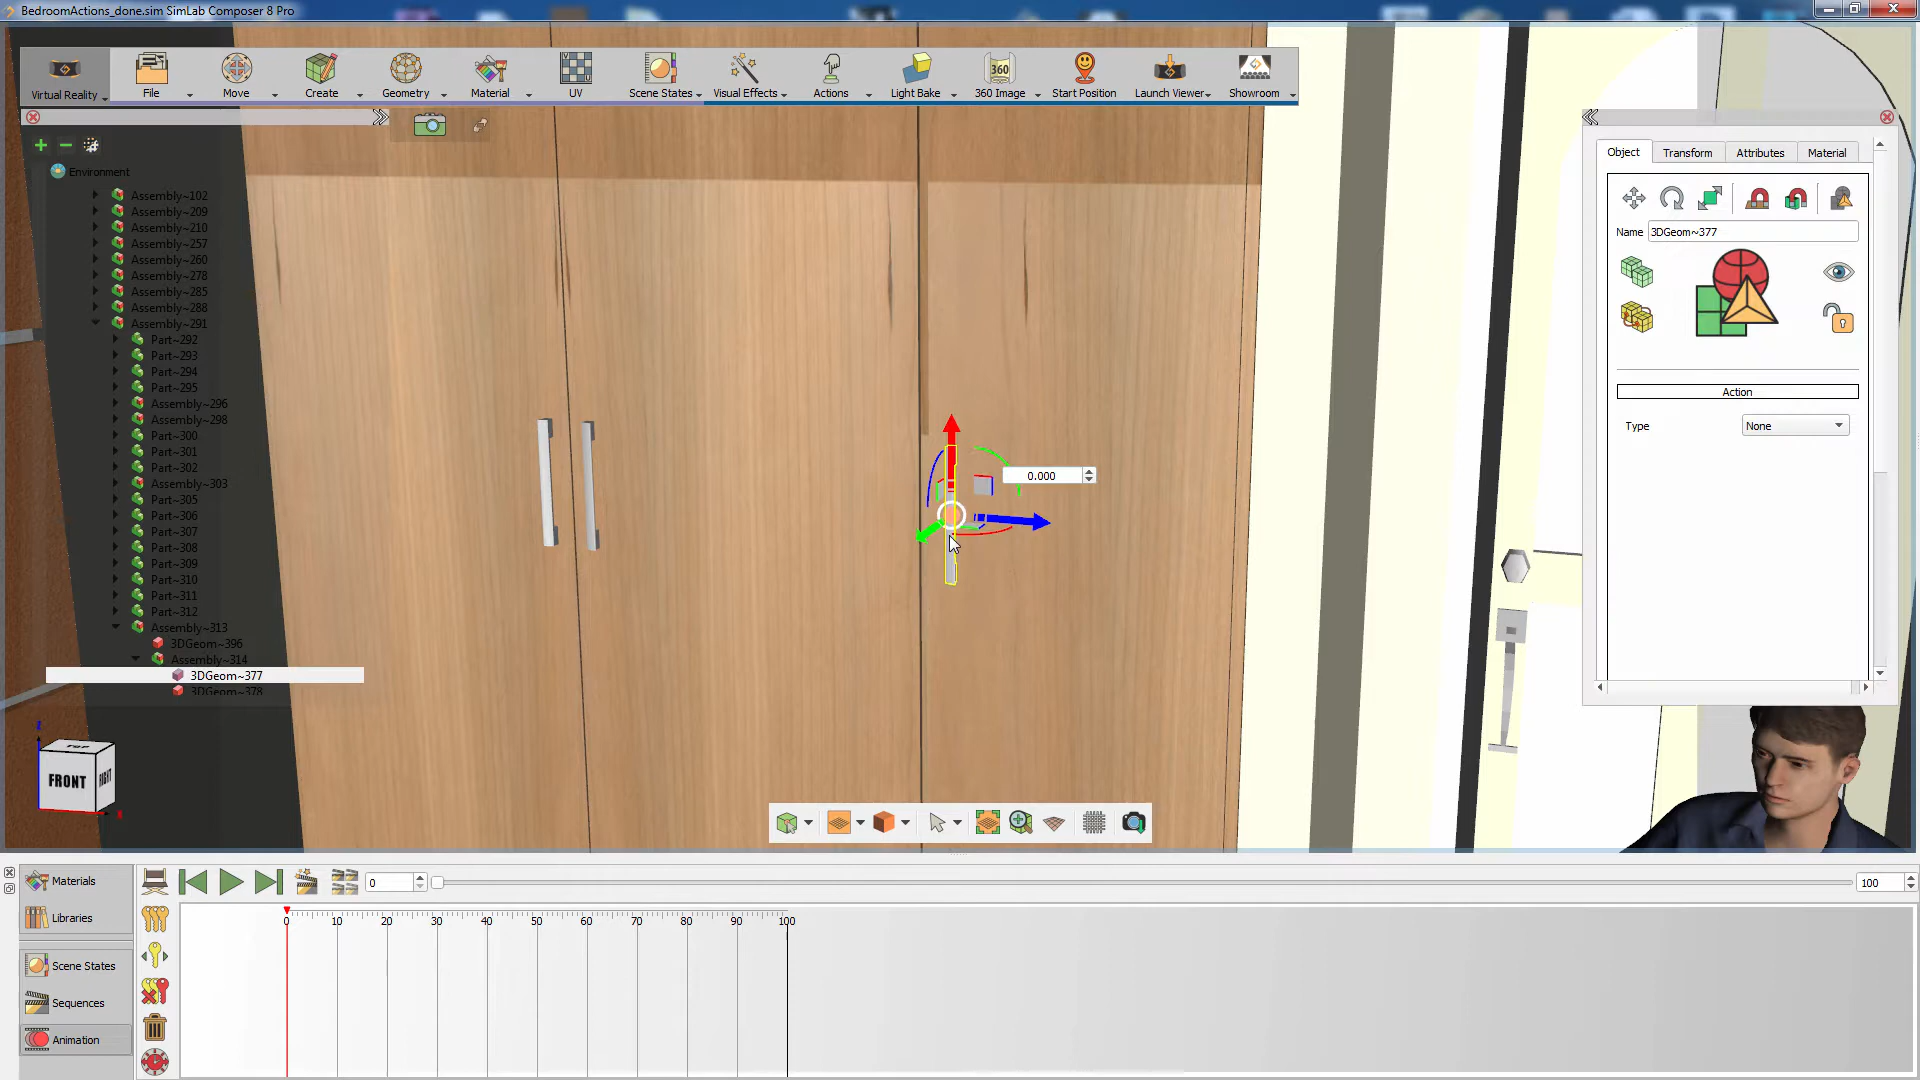 BedroomActions_done.sim SimLab Composer 8 Pro
Virtual Reality
File
Move
Create
Geometry
Material
UV
Scene States
Visual Effects
Actions
Light Bake
360
360 Image
Start Position
Launch Viewer
Showroom
Environment
Assembly~102
Assembly~209
Assembly~210
Assembly~257
Assembly~260
Assembly~278
Assembly~285
Assembly~288
Assembly~291
Part~292
Part~293
Part~294
Part~295
Assembly~296
Assembly~298
Part~300
Part~301
Part~302
Assembly~303
Part~305
Part~306
Part~307
Part~308
Part~309
Part~310
Part~311
Part~312
Assembly~313
3DGeom~396
Assembly~314
3DGeom~377
3DGeom~378
0.000
Object Transform Attributes Material
Name 3DGeom~377
Action
Type None
Z
TOP
FRONT
RIGHT
X
Materials
Libraries
Scene States
Sequences
Animation
0
100
0 10 20 30 40 50 60 70 80 90 100